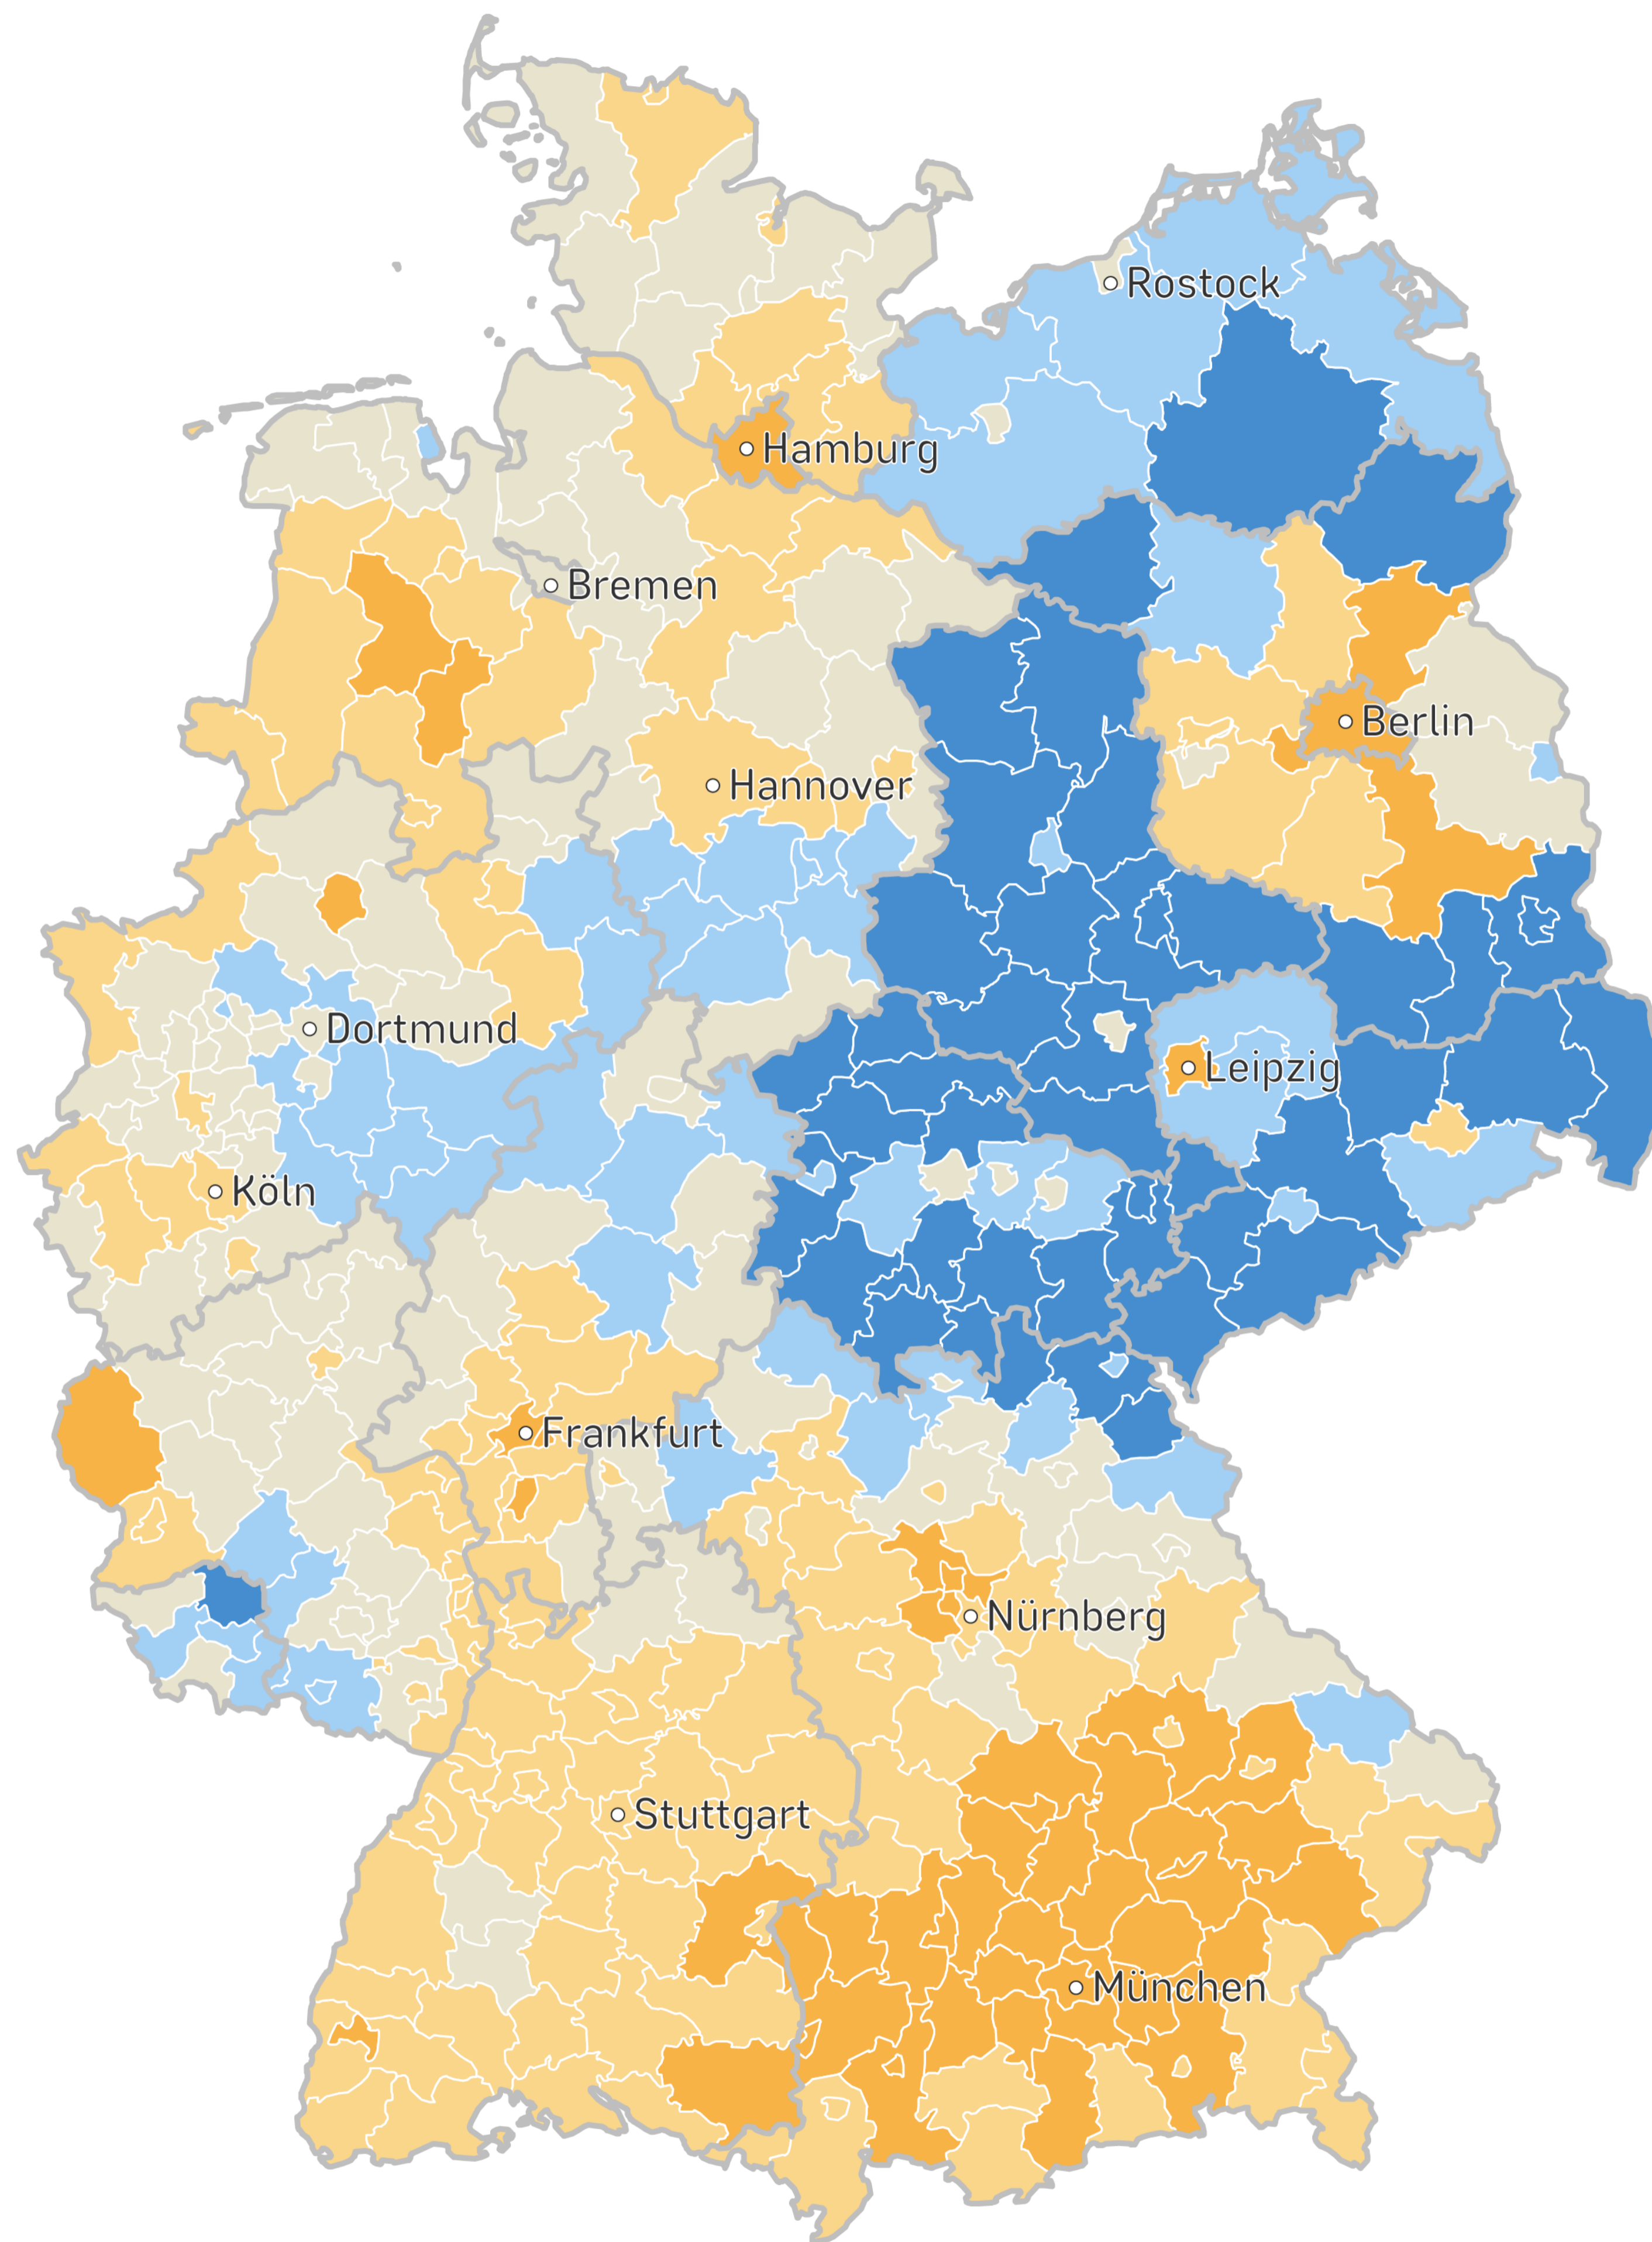 Rostock
Hamburg
Bremen
Berlin
Hannover
Dortmund
Leipzig
Köln
Frankfurt
Nürnberg
Stuttgart
München